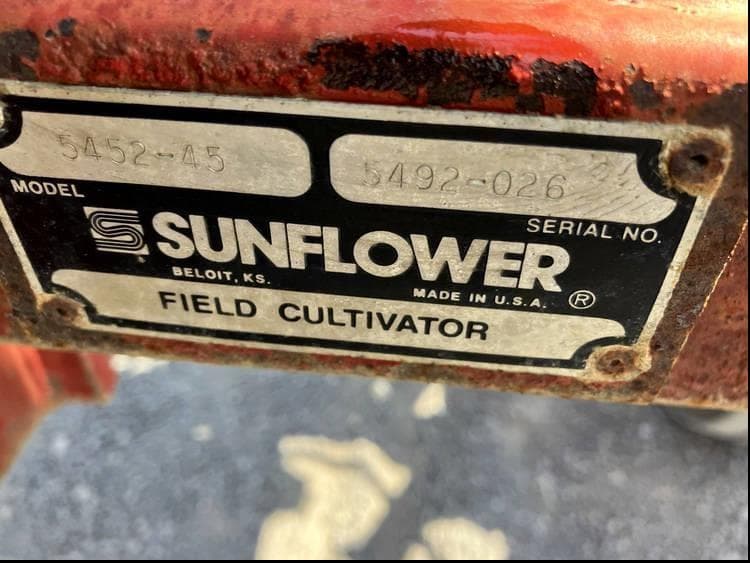 5452-45
5492-026
MODEL
SERIAL NO.
S SUNFLOWER ®
BELOIT, KS.
MADE IN U.S.A. ®
FIELD CULTIVATOR